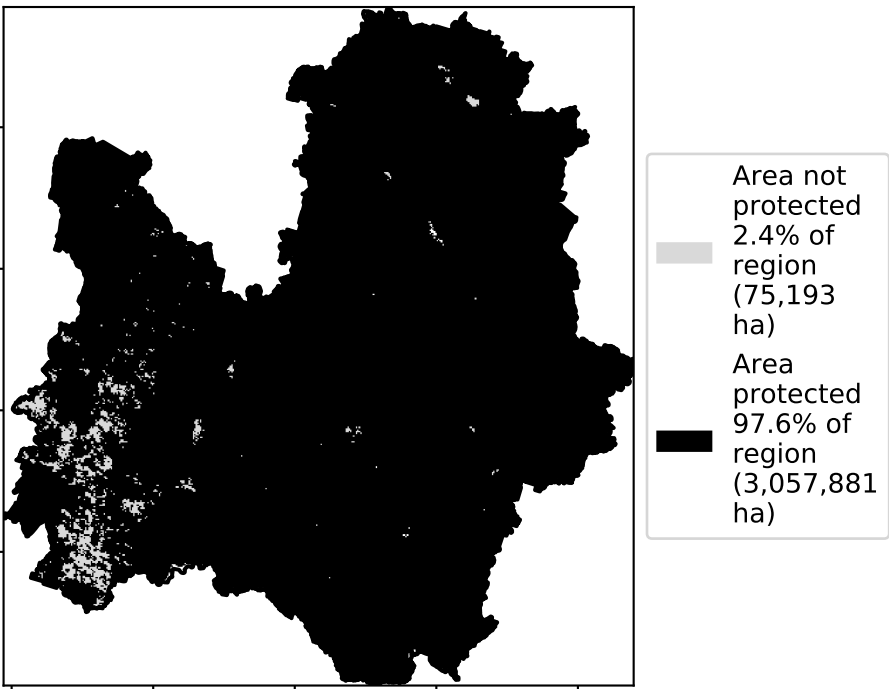 Area not
protected
2.4% of
region
(75,193
ha)
Area
protected
97.6% of
region
(3,057,881
ha)